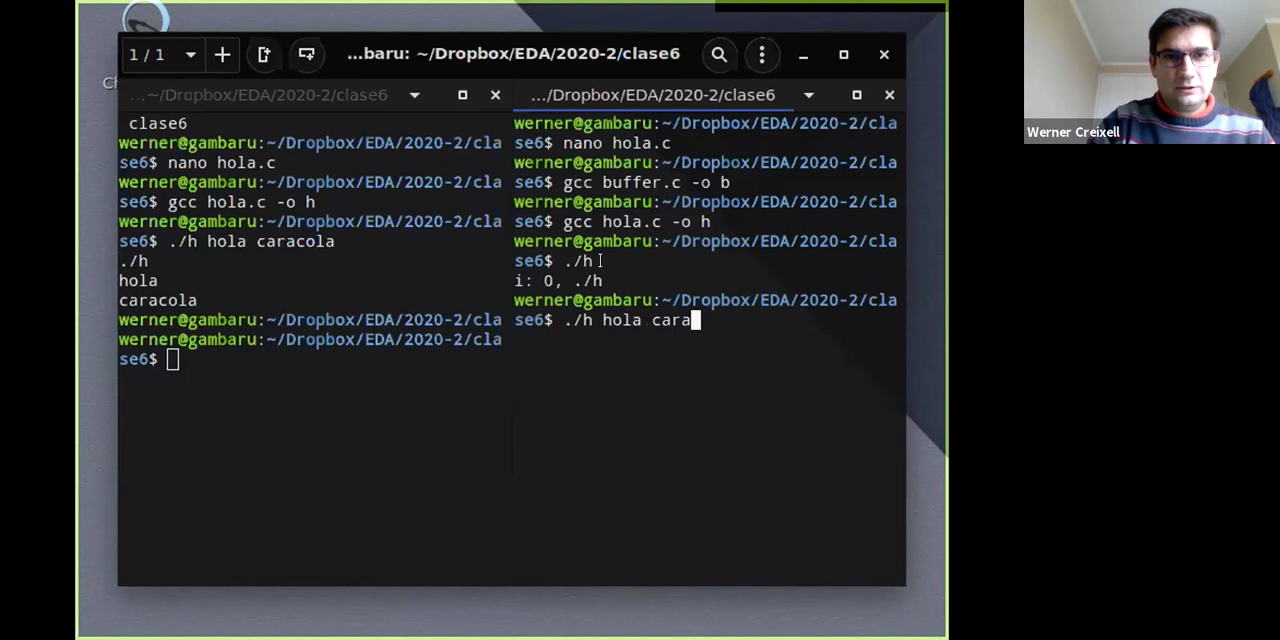 Ch
1 / 1
...baru: ~/Dropbox/EDA/2020-2/clase6
...~/Dropbox/EDA/2020-2/clase6
clase6
werner@gambaru:~/Dropbox/EDA/2020-2/cla
se6$ nano hola.c
werner@gambaru:~/Dropbox/EDA/2020-2/cla
se6$ gcc hola.c -o h
werner@gambaru:~/Dropbox/EDA/2020-2/cla
se6$ ./h hola caracola
./h
hola
caracola
werner@gambaru:~/Dropbox/EDA/2020-2/cla
werner@gambaru:~/Dropbox/EDA/2020-2/cla
se6$
.../Dropbox/EDA/2020-2/clase6
werner@gambaru:~/Dropbox/EDA/2020-2/cla
se6$ nano hola.c
werner@gambaru:~/Dropbox/EDA/2020-2/cla
se6$ gcc buffer.c -o b
werner@gambaru:~/Dropbox/EDA/2020-2/cla
se6$ gcc hola.c -o h
werner@gambaru:~/Dropbox/EDA/2020-2/cla
se6$ ./h
i: 0, ./h
werner@gambaru:~/Dropbox/EDA/2020-2/cla
se6$ ./h hola cara
Werner Creixell